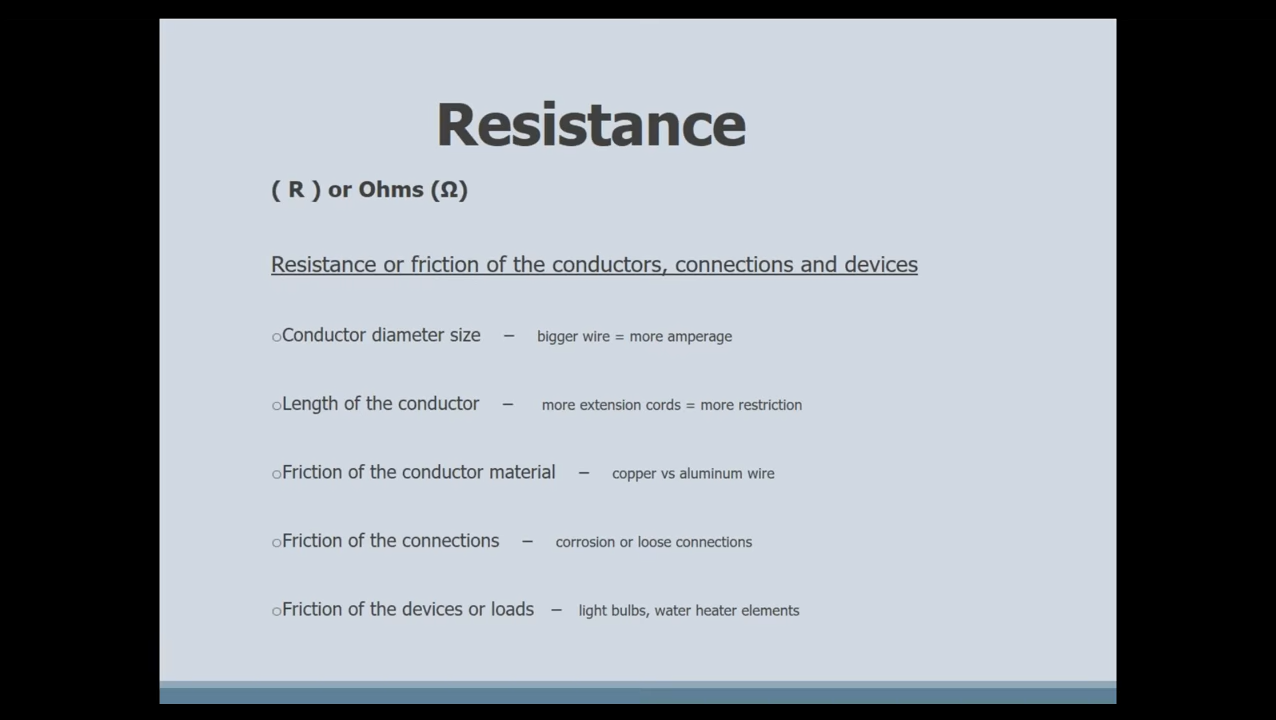 Resistance
( R ) or Ohms (Ω)
Resistance or friction of the conductors, connections and devices
○Conductor diameter size – bigger wire = more amperage
○Length of the conductor – more extension cords = more restriction
○Friction of the conductor material – copper vs aluminum wire
○Friction of the connections – corrosion or loose connections
○Friction of the devices or loads – light bulbs, water heater elements